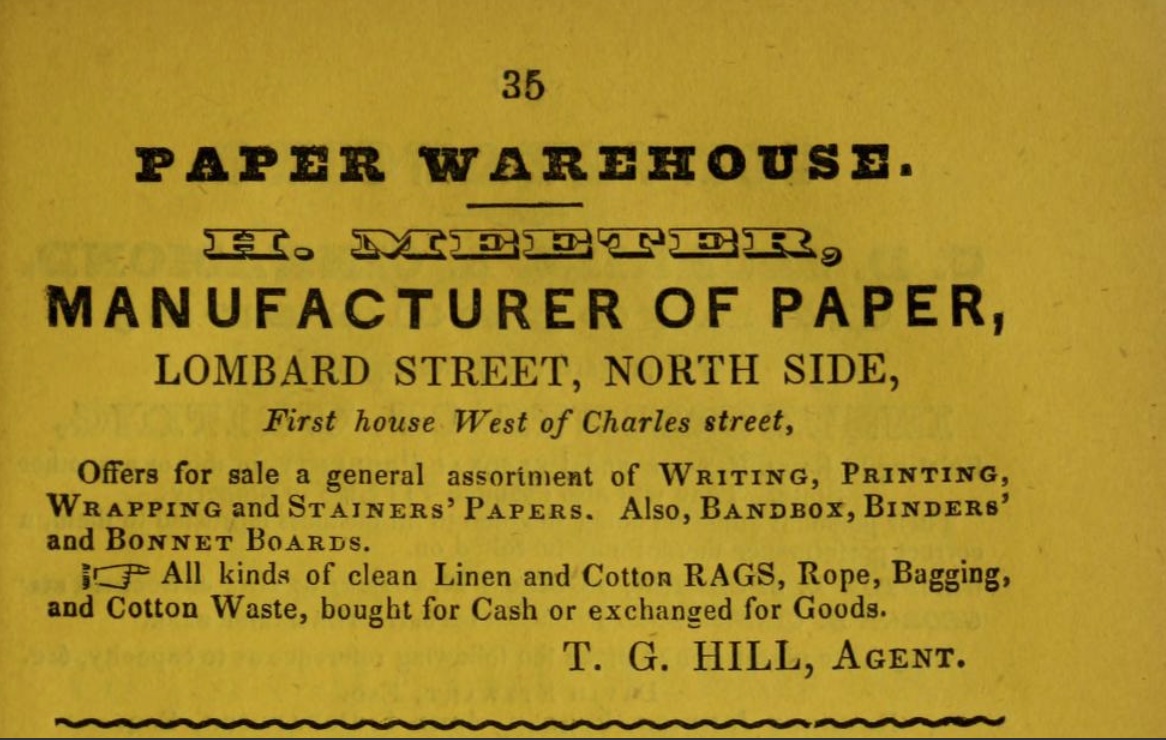 35
PAPER WAREHOUSE.
H. MEETER,
MANUFACTURER OF PAPER,
LOMBARD STREET, NORTH SIDE,
First house West of Charles street,
Offers for sale a general assortment of WRITING, PRINTING,
WRAPPING and STAINERS' PAPERS. Also, BANDBOX, BINDERS'
and BONNET BOARDS.
☞ All kinds of clean Linen and Cotton RAGS, Rope, Bagging,
and Cotton Waste, bought for Cash or exchanged for Goods.
T. G. HILL, AGENT.